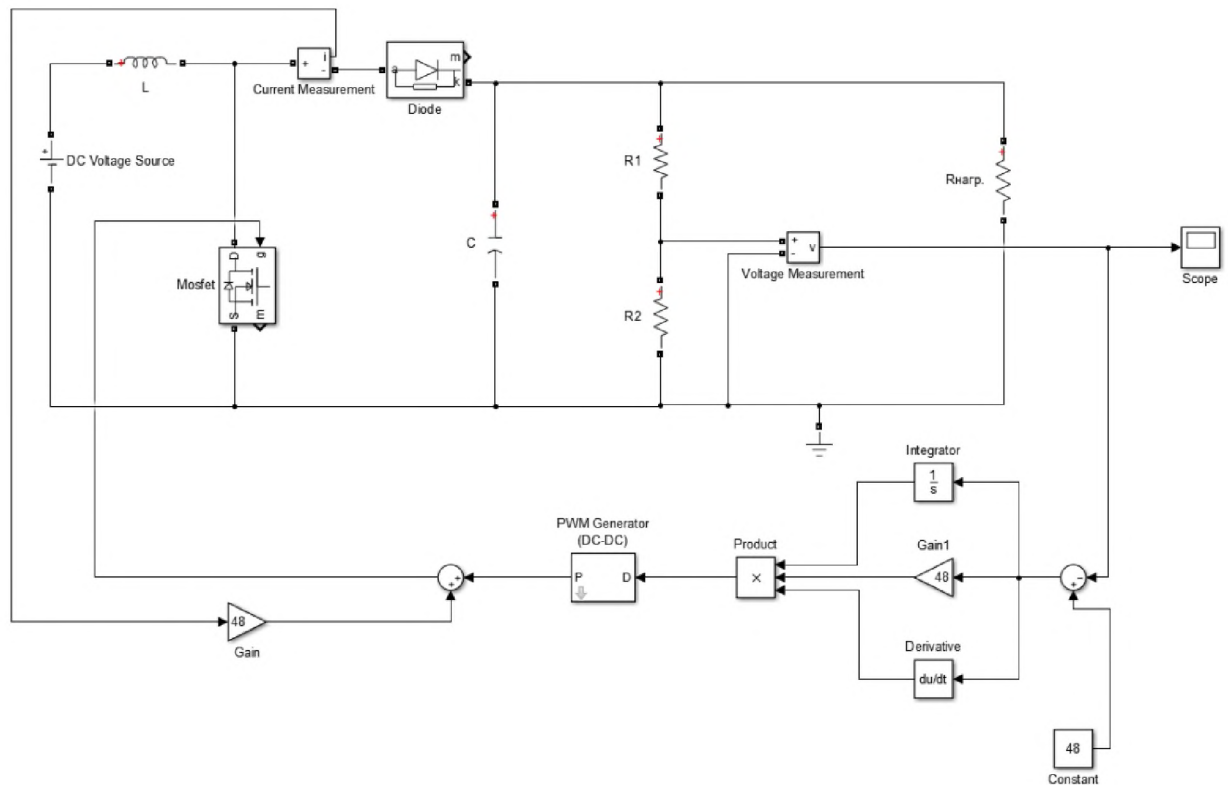 i
+
-
Current Measurement
L
a
m
k
Diode
+
DC Voltage Source
R1
Rнагр.
C
D
g
Mosfet
S
m
+
-
v
Voltage Measurement
Scope
R2
Integrator
1
s
PWM Generator
(DC-DC)
Product
Gain1
P
D
×
48
+
+
-
+
48
Gain
Derivative
du/dt
48
Constant